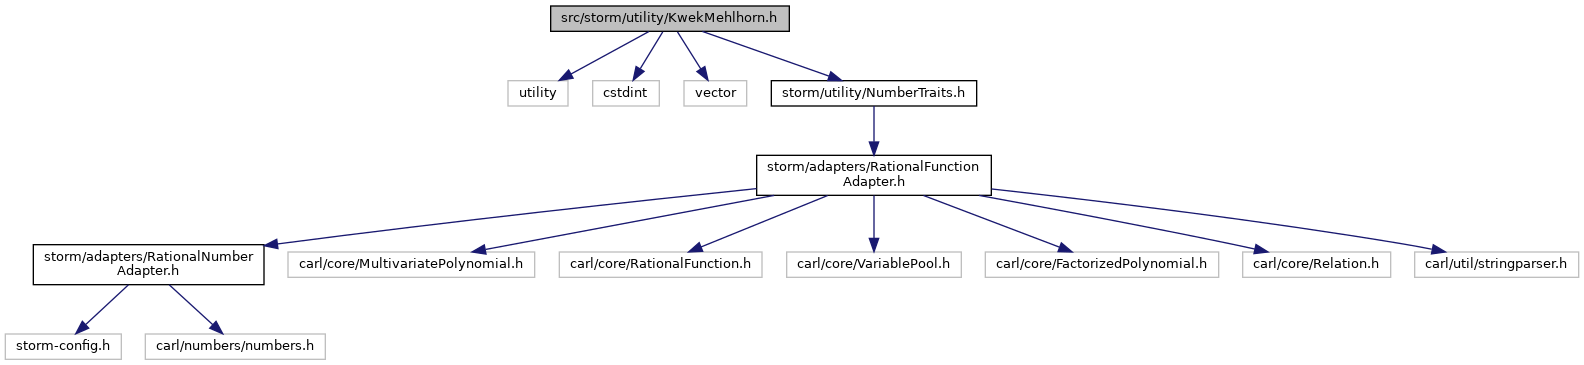 src/storm/utility/KwekMehlhorn.h
utility
cstdint
vector
storm/utility/NumberTraits.h
storm/adapters/RationalFunction
Adapter.h
storm/adapters/RationalNumber
Adapter.h
carl/core/MultivariatePolynomial.h
carl/core/RationalFunction.h
carl/core/VariablePool.h
carl/core/FactorizedPolynomial.h
carl/core/Relation.h
carl/util/stringparser.h
storm-config.h
carl/numbers/numbers.h